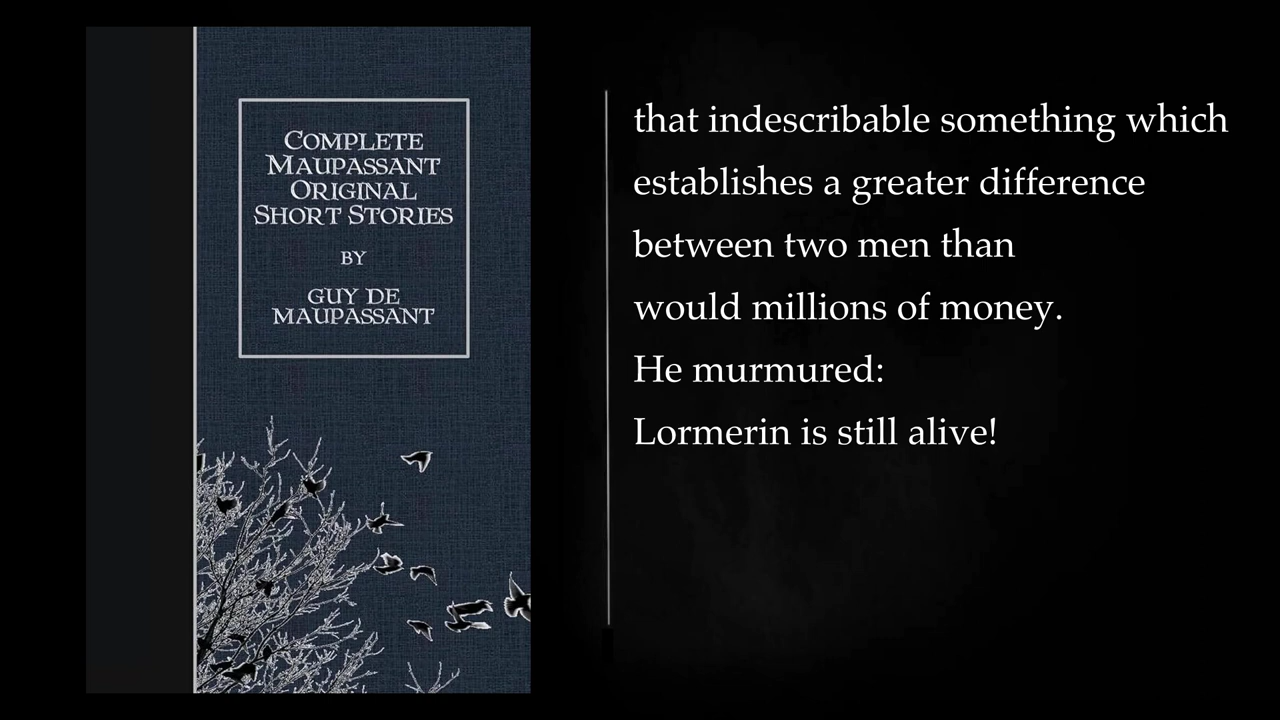 COMPLETE
MAUPASSANT
ORIGINAL
SHORT STORIES
BY
GUY DE
MAUPASSANT
that indescribable something which
establishes a greater difference
between two men than
would millions of money.
He murmured:
Lormerin is still alive!